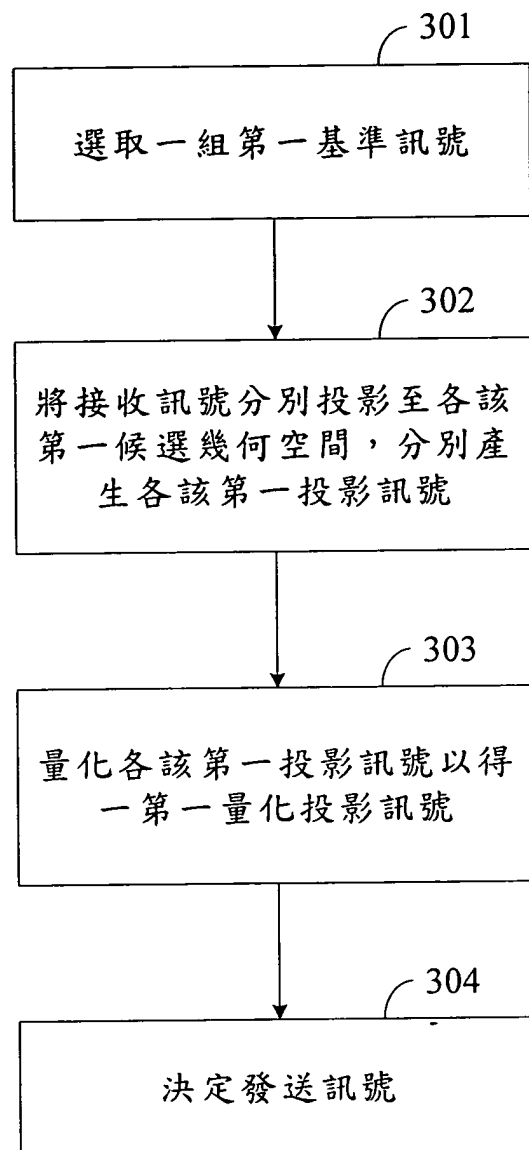 301
選取一組第一基準訊號
302
將接收訊號分別投影至各該
第一候選幾何空間，分別產
生各該第一投影訊號
303
量化各該第一投影訊號以得
一第一量化投影訊號
304
決定發送訊號